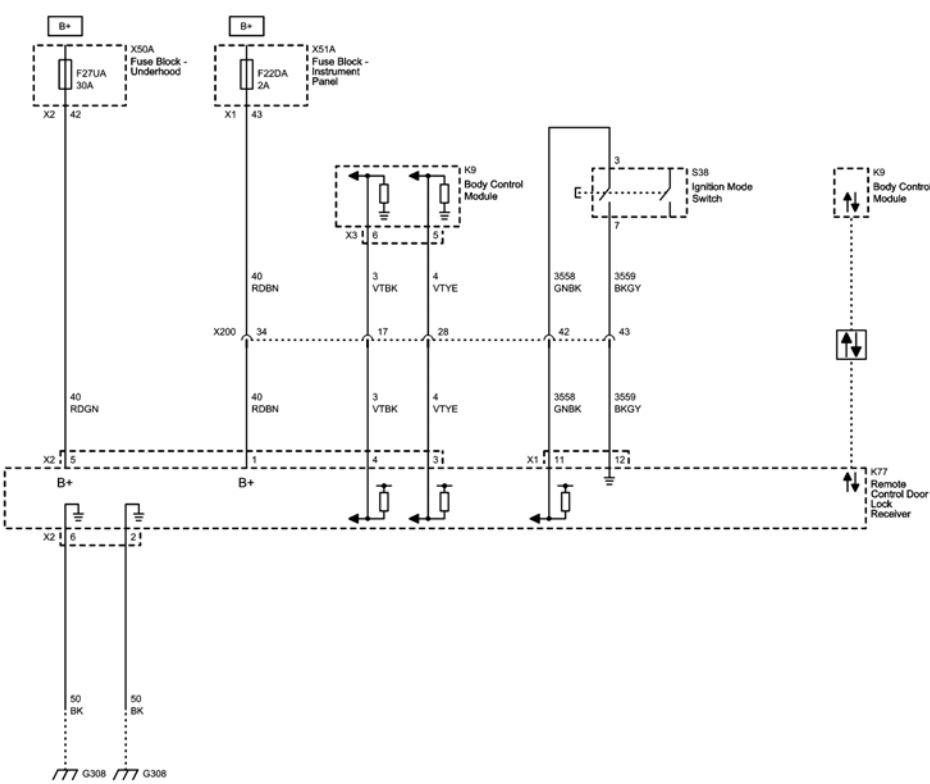 B+
B+
X50A
Fuse Block -
Underhood
F27UA
30A
X2 42
X51A
Fuse Block -
Instrument
Panel
F22DA
2A
X1 43
K9
Body Control
Module
X3 6 5
3
S38
Ignition Mode
Switch
7
K9
Body Control
Module
40
RDBN
3
VTBK
4
VTYE
3558
GNBK
3559
BKGY
X200 34 17 28 42 43
40
RDGN
40
RDBN
3
VTBK
4
VTYE
3558
GNBK
3559
BKGY
X2 5 1 4 3 X1 11 12
B+ B+
K77
Remote
Control Door
Lock
Receiver
X2 6 2
50
BK
50
BK
G308 G308